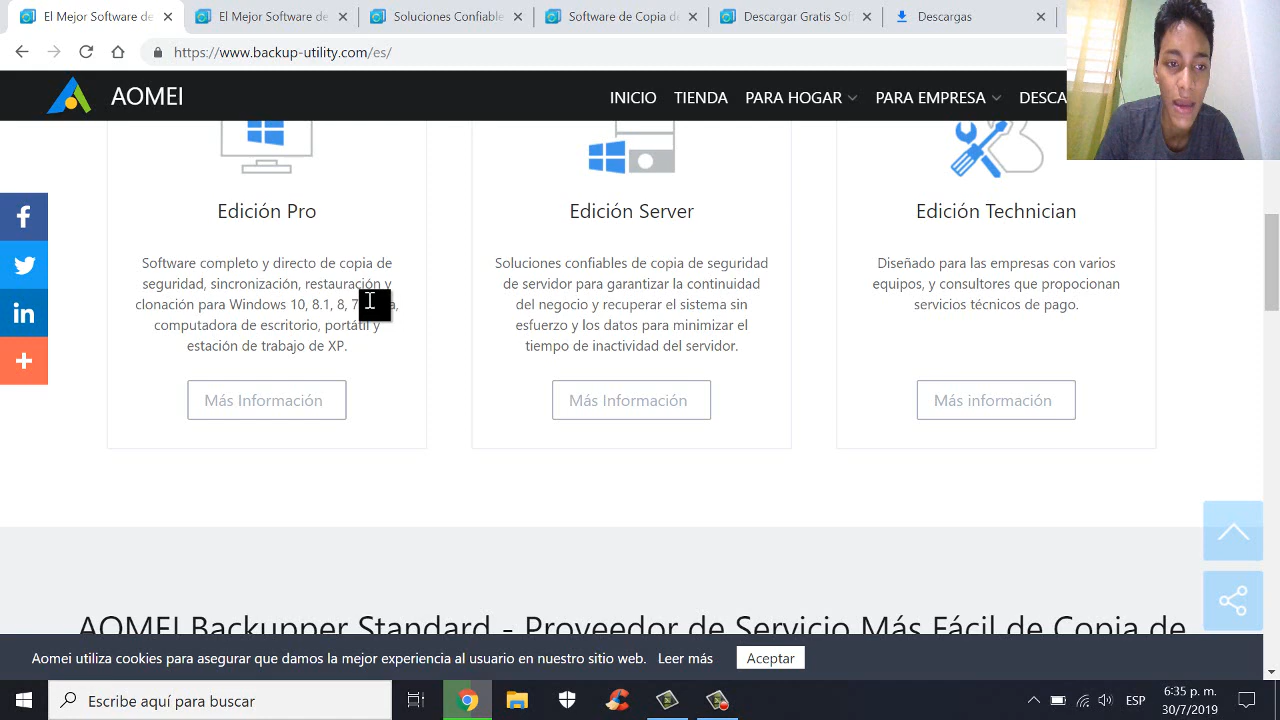 El Mejor Software de
El Mejor Software de
Soluciones Confiable
Software de Copia de
Descargar Gratis Sof
Descargas
https://www.backup-utility.com/es/
AOMEI
INICIO
TIENDA
PARA HOGAR
PARA EMPRESA
DESCA
Edición Pro
Software completo y directo de copia de
seguridad, sincronización, restauración y
clonación para Windows 10, 8.1, 8, 7
computadora de escritorio, portátil y
estación de trabajo de XP.
Más Información
Edición Server
Soluciones confiables de copia de seguridad
de servidor para garantizar la continuidad
del negocio y recuperar el sistema sin
esfuerzo y los datos para minimizar el
tiempo de inactividad del servidor.
Más Información
Edición Technician
Diseñado para las empresas con varios
equipos, y consultores que propocionan
servicios técnicos de pago.
Más información
AOMEI Backupper Standard - Proveedor de Servicio Más Fácil de Copia de
Aomei utiliza cookies para asegurar que damos la mejor experiencia al usuario en nuestro sitio web. Leer más
Aceptar
Escribe aquí para buscar
ESP
6:35 p. m.
30/7/2019